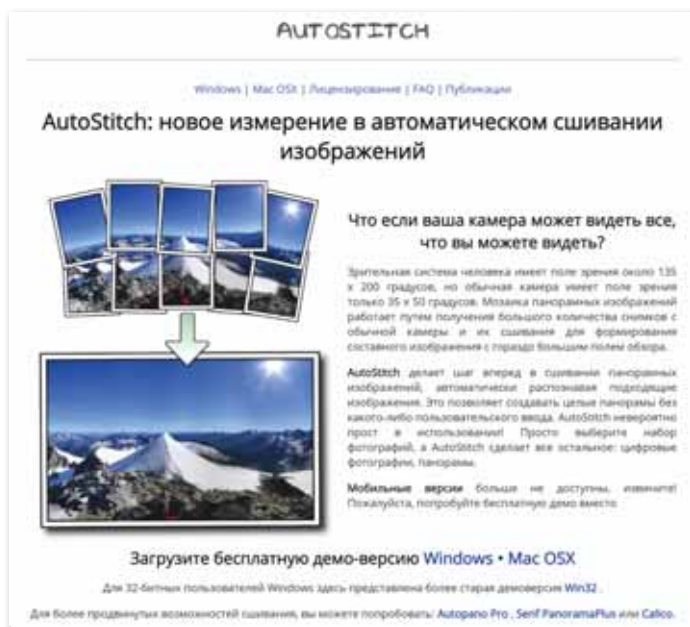 AUTOSTITCH
Windows | Mac OSX | Лицензирование | FAQ | Публикации
AutoStitch: новое измерение в автоматическом сшивании
изображений
Что если ваша камера может видеть все,
что вы можете видеть?
Зрительная система человека имеет поле зрения около 135
x 200 градусов, но обычная камера имеет поле зрения
только 35 x 50 градусов. Мозаика панорамных изображений
работает путем получения большого количества снимков с
обычной камеры и их сшивания для формирования
составного изображения с гораздо большим полем обзора.
AutoStitch делает шаг вперед в сшивании панорамных
изображений, автоматически распознавая подходящие
изображения. Это позволяет создавать целые панорамы без
какого-либо пользовательского ввода. AutoStitch невероятно
прост в использовании! Просто выберите набор
фотографий, а AutoStitch сделает все остальное: цифровые
фотографии, панорамы.
Мобильные версии больше не доступны, извините!
Пожалуйста, попробуйте бесплатную демо вместо
Загрузите бесплатную демо-версию Windows • Mac OSX
Для 32-битных пользователей Windows здесь представлена более старая демоверсия Win32 .
Для более продвинутых возможностей сшивания, вы можете попробовать: Autopano Pro , Serif PanoramaPlus или Calico.